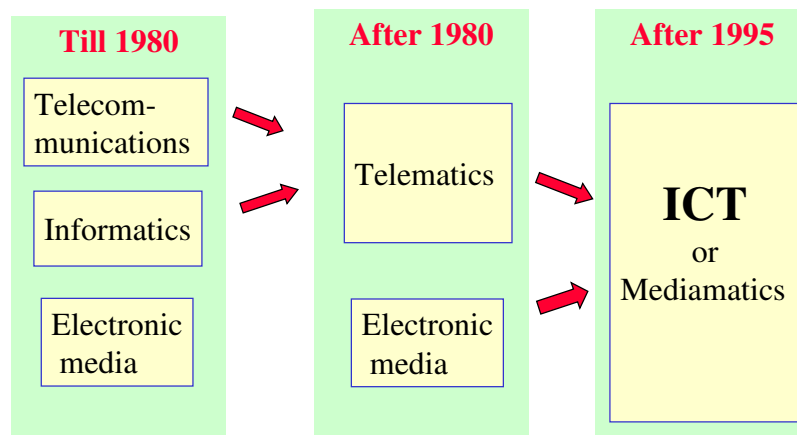 Till 1980
Telecom-
munications
Informatics
Electronic
media
After 1980
Telematics
Electronic
media
After 1995
ICT
or
Mediamatics